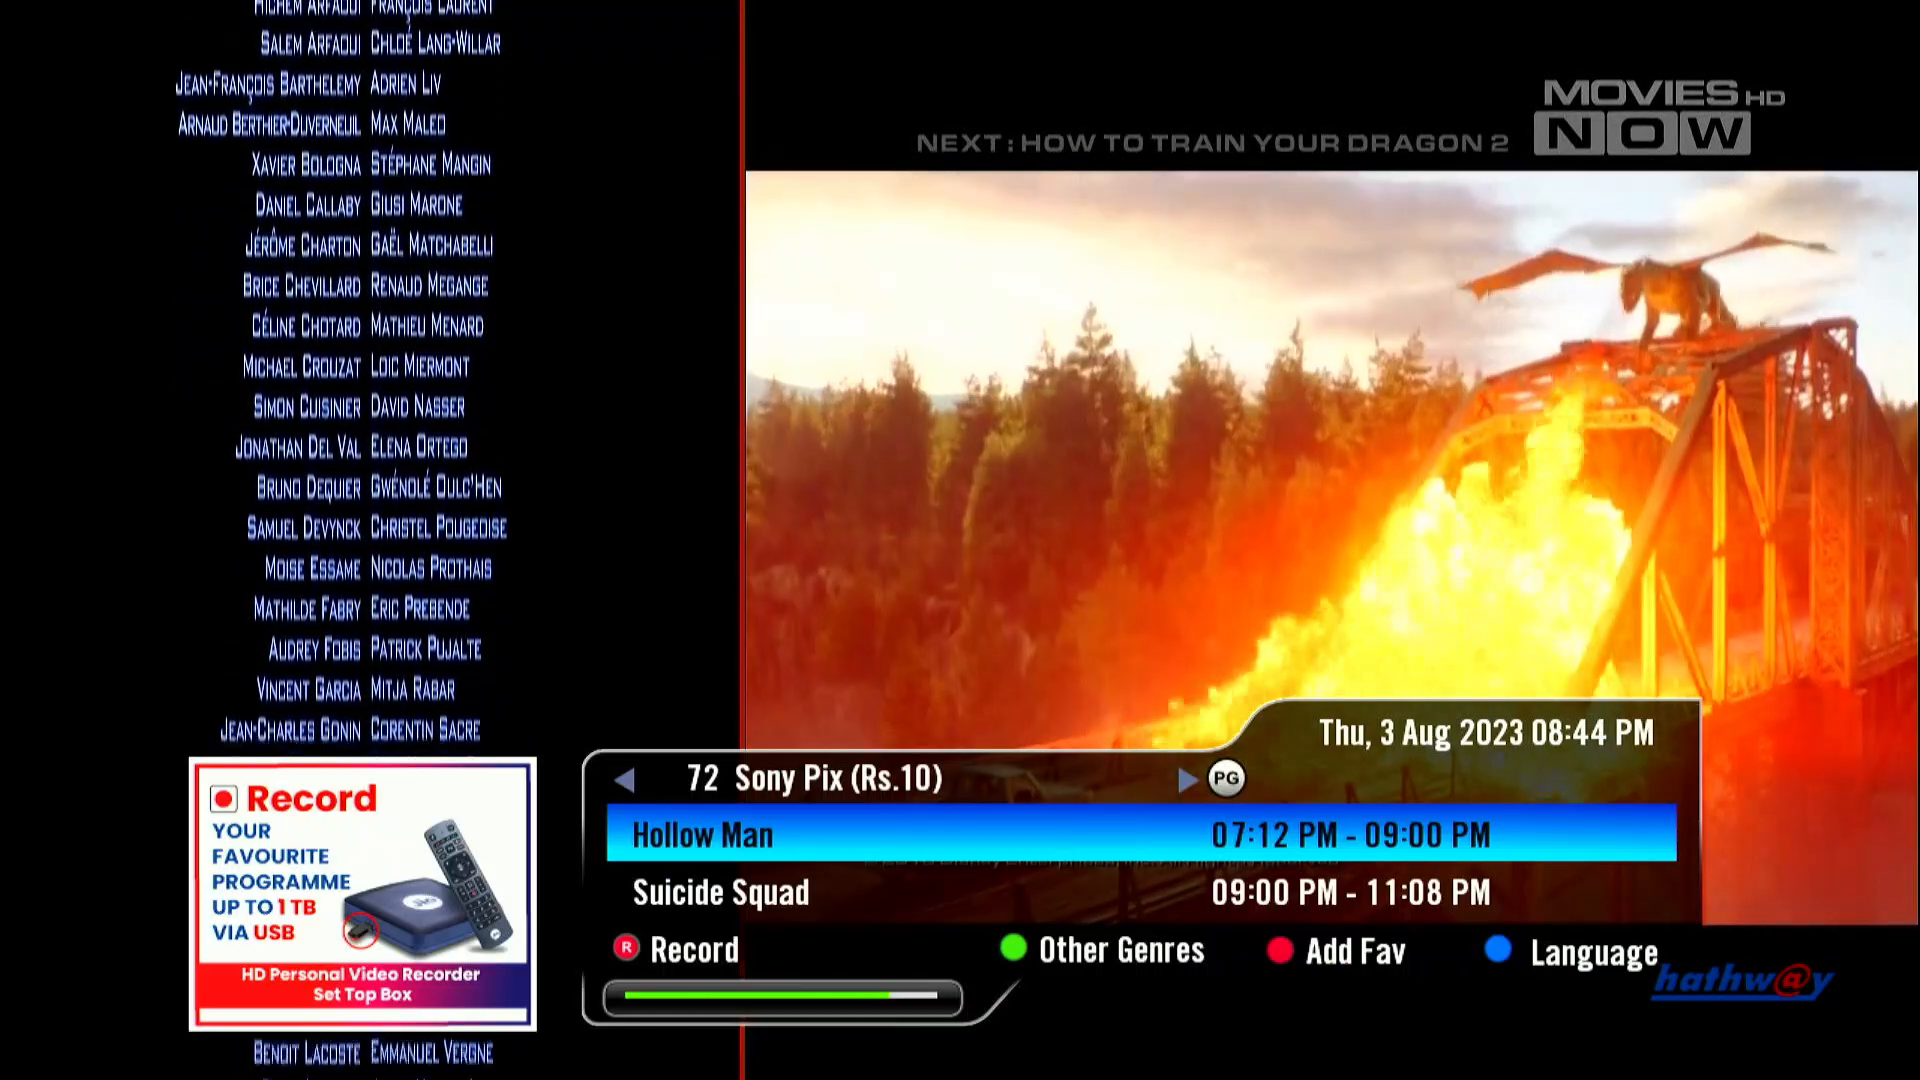 HICHEM ARFAOUI FRANÇOIS LAURENT
SALEM ARFAOUI CHLOÉ LANG-WILLAR
JEAN-FRANÇOIS BARTHELEMY ADRIEN LIV
ARNAUD BERTHIER-DUVERNEUIL MAX MALEO
XAVIER BOLOGNA STÉPHANE MANGIN
DANIEL CALLABY GIUSI MARONE
JÉRÔME CHARTON GAËL MATCHABELLI
BRICE CHEVILLARD RENAUD MEGANGE
CÉLINE CHOTARD MATHIEU MENARD
MICHAEL CROUZAT LOIC MIERMONT
SIMON CUISINIER DAVID NASSER
JONATHAN DEL VAL ELENA ORTEGO
BRUNO DEQUIER GWÉNOLÉ OULC'HEN
SAMUEL DEVYNCK CHRISTEL POUGEOISE
MOISE ESSAME NICOLAS PROTHAIS
MATHILDE FABRY ERIC PREBENDE
AUDREY FOBIS PATRICK PUJALTE
VINCENT GARCIA MITJA RABAR
JEAN-CHARLES GONIN CORENTIN SACRE
BENOIT LACOSTE EMMANUEL VERGNE
MOVIES HD
NOW
NEXT : HOW TO TRAIN YOUR DRAGON 2
Thu, 3 Aug 2023 08:44 PM
72 Sony Pix (Rs.10) PG
Hollow Man 07:12 PM - 09:00 PM
Suicide Squad 09:00 PM - 11:08 PM
R Record Other Genres Add Fav Language
hathw@y
Record
YOUR
FAVOURITE
PROGRAMME
UP TO 1 TB
VIA USB
HD Personal Video Recorder
Set Top Box